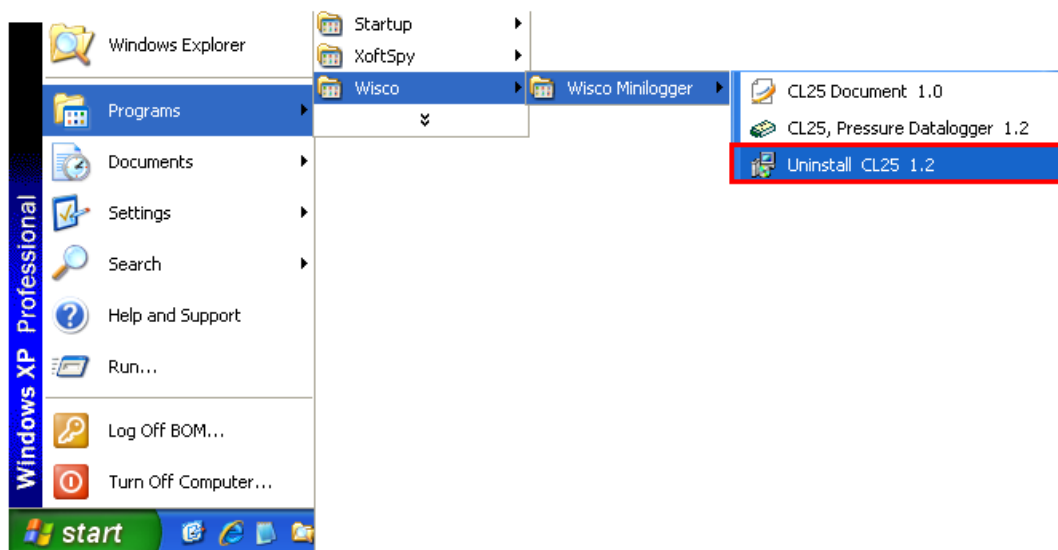 Windows Explorer
Programs
Documents
Settings
Search
Help and Support
Run...
Log Off BOM...
Turn Off Computer...
Windows XP Professional
start
Startup
XoftSpy
Wisco
Wisco Minilogger
CL25 Document 1.0
CL25, Pressure Datalogger 1.2
Uninstall CL25 1.2